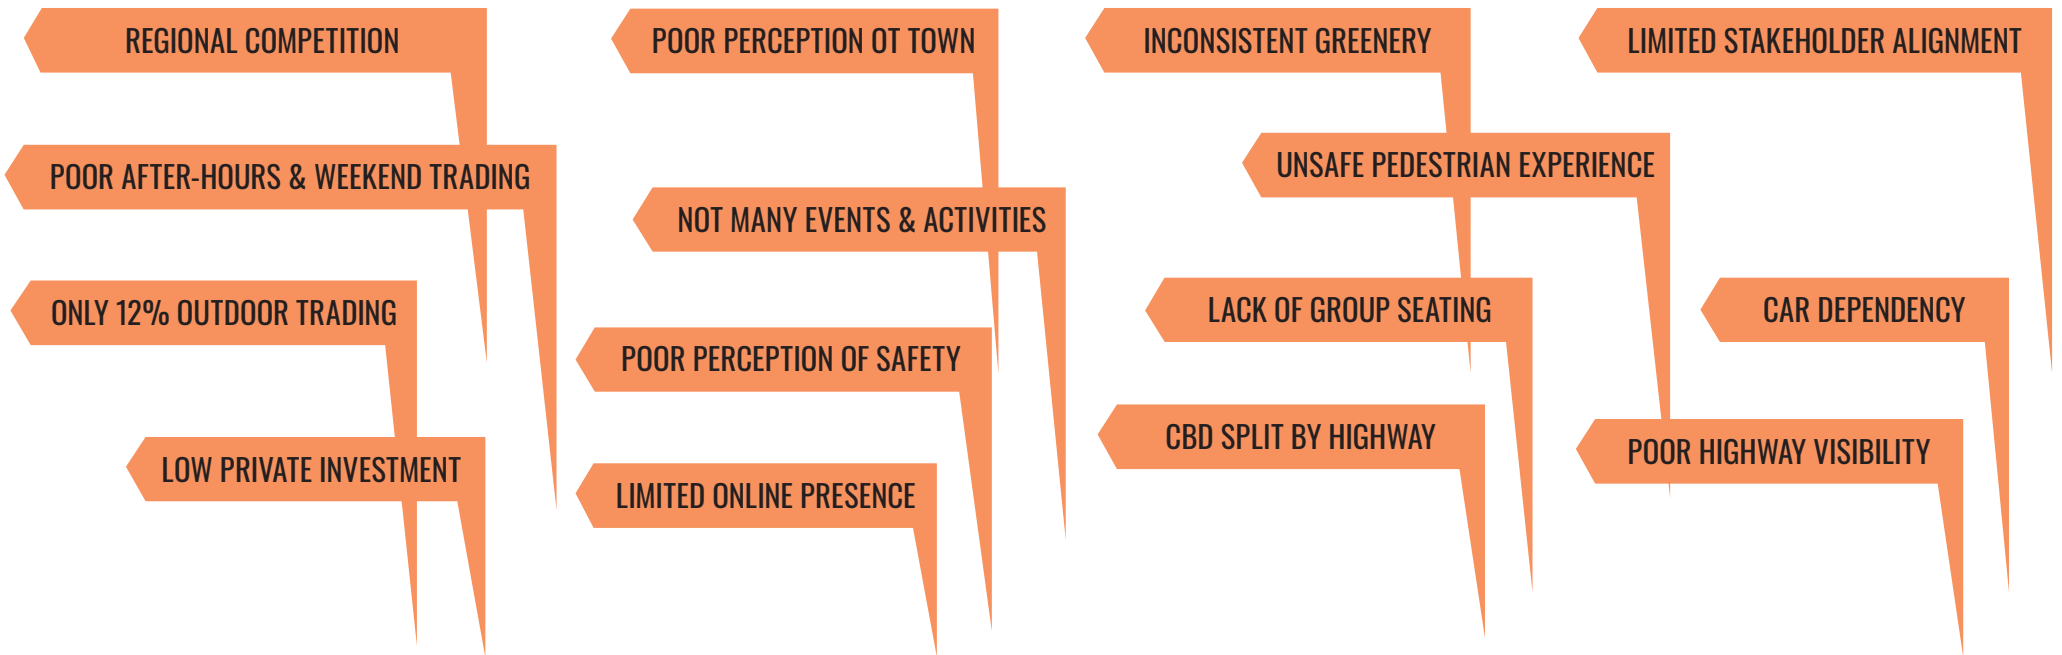 REGIONAL COMPETITION
POOR AFTER-HOURS & WEEKEND TRADING
ONLY 12% OUTDOOR TRADING
LOW PRIVATE INVESTMENT
POOR PERCEPTION OT TOWN
NOT MANY EVENTS & ACTIVITIES
POOR PERCEPTION OF SAFETY
LIMITED ONLINE PRESENCE
INCONSISTENT GREENERY
UNSAFE PEDESTRIAN EXPERIENCE
LACK OF GROUP SEATING
CBD SPLIT BY HIGHWAY
LIMITED STAKEHOLDER ALIGNMENT
CAR DEPENDENCY
POOR HIGHWAY VISIBILITY